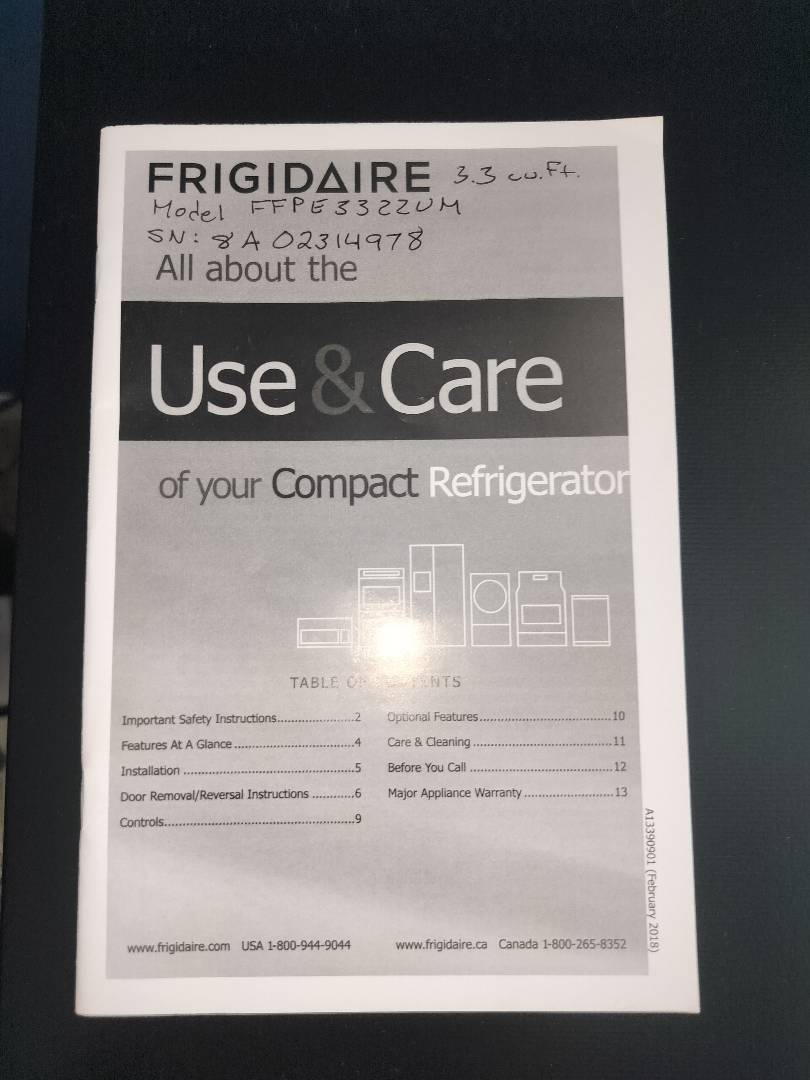 FRIGIDAIRE 3.3 cu.Ft.
Model FFPE3322UM
SN: 8A02314978
All about the
Use & Care
of your Compact Refrigerator
TABLE OF CONTENTS
Important Safety Instructions.......................2
Features At A Glance ....................................4
Installation ...................................................5
Door Removal/Reversal Instructions ............6
Controls.........................................................9
Optional Features........................................10
Care & Cleaning ..........................................11
Before You Call ...........................................12
Major Appliance Warranty ...........................13
www.frigidaire.com USA 1-800-944-9044
www.frigidaire.ca Canada 1-800-265-8352
A13390901 (February 2018)